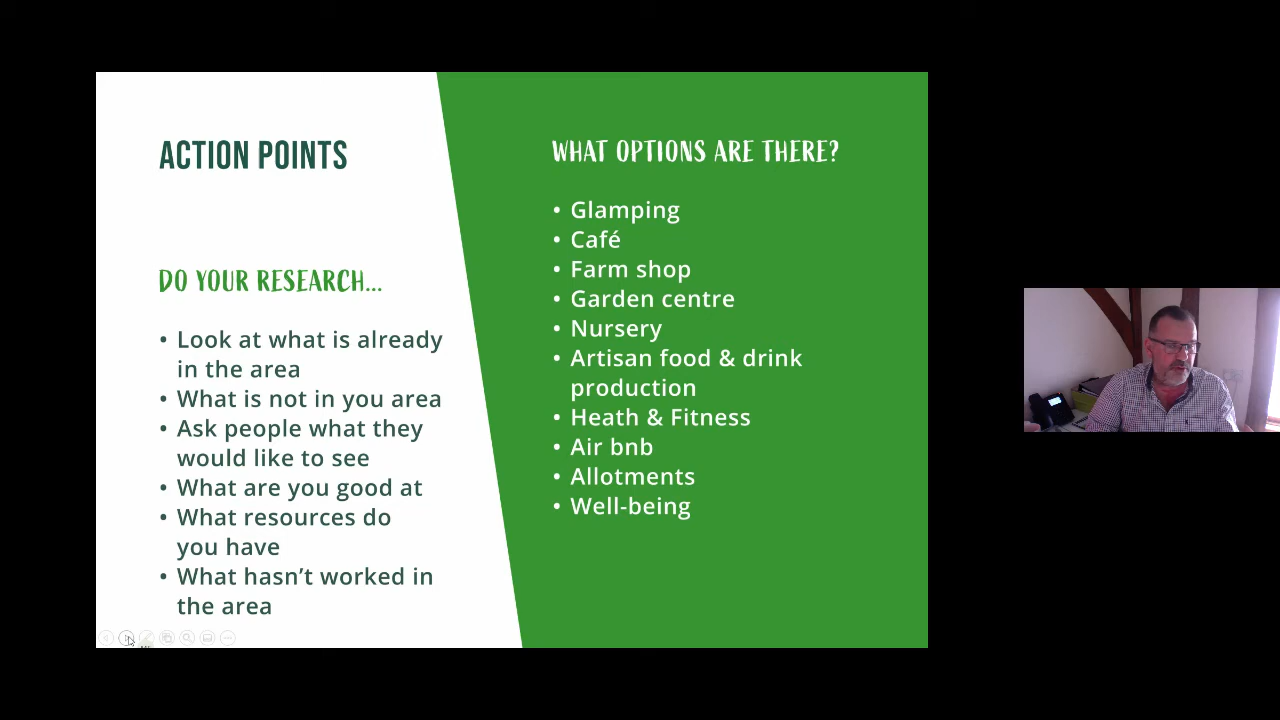 ACTION POINTS
DO YOUR RESEARCH...
• Look at what is already
in the area
• What is not in you area
• Ask people what they
would like to see
• What are you good at
• What resources do
you have
• What hasn't worked in
the area
WHAT OPTIONS ARE THERE?
• Glamping
• Café
• Farm shop
• Garden centre
• Nursery
• Artisan food & drink
production
• Heath & Fitness
• Air bnb
• Allotments
• Well-being